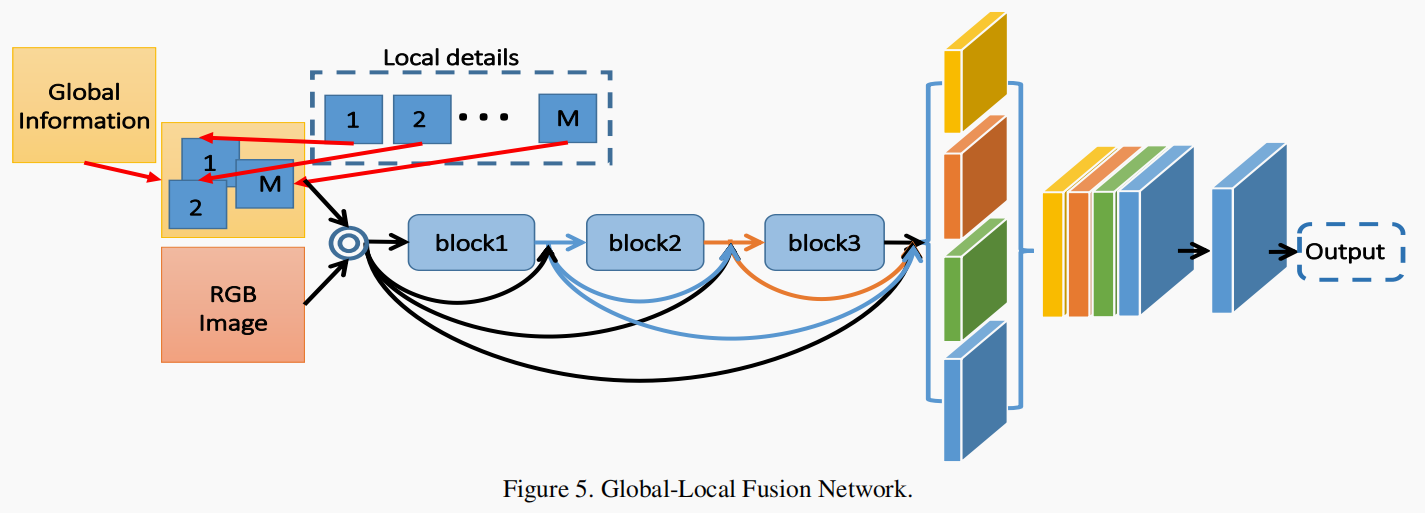 Local details
Global
Information
1
2
• • •
M
1
M
2
block1
block2
block3
RGB
Image
Output
Figure 5. Global-Local Fusion Network.